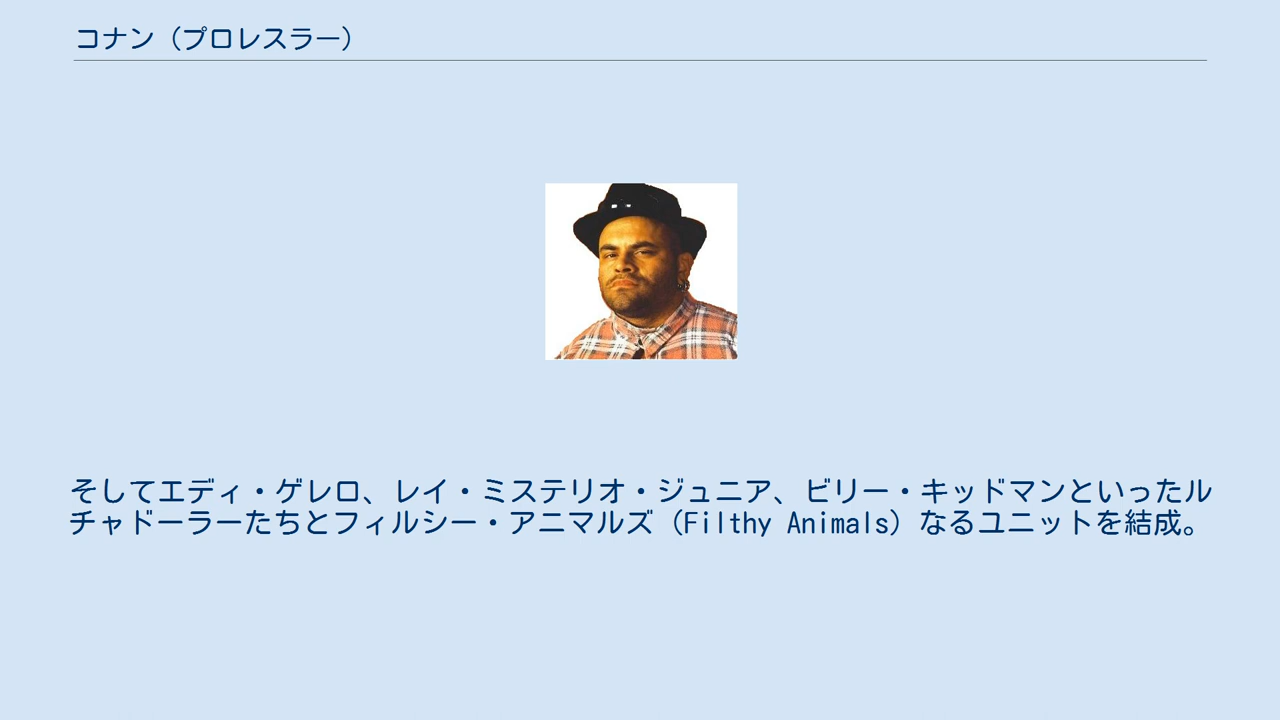 コナン（プロレスラー）
そしてエディ・ゲレロ、レイ・ミステリオ・ジュニア、ビリー・キッドマンといったル
チャドーラーたちとフィルシー・アニマルズ（Filthy Animals）なるユニットを結成。